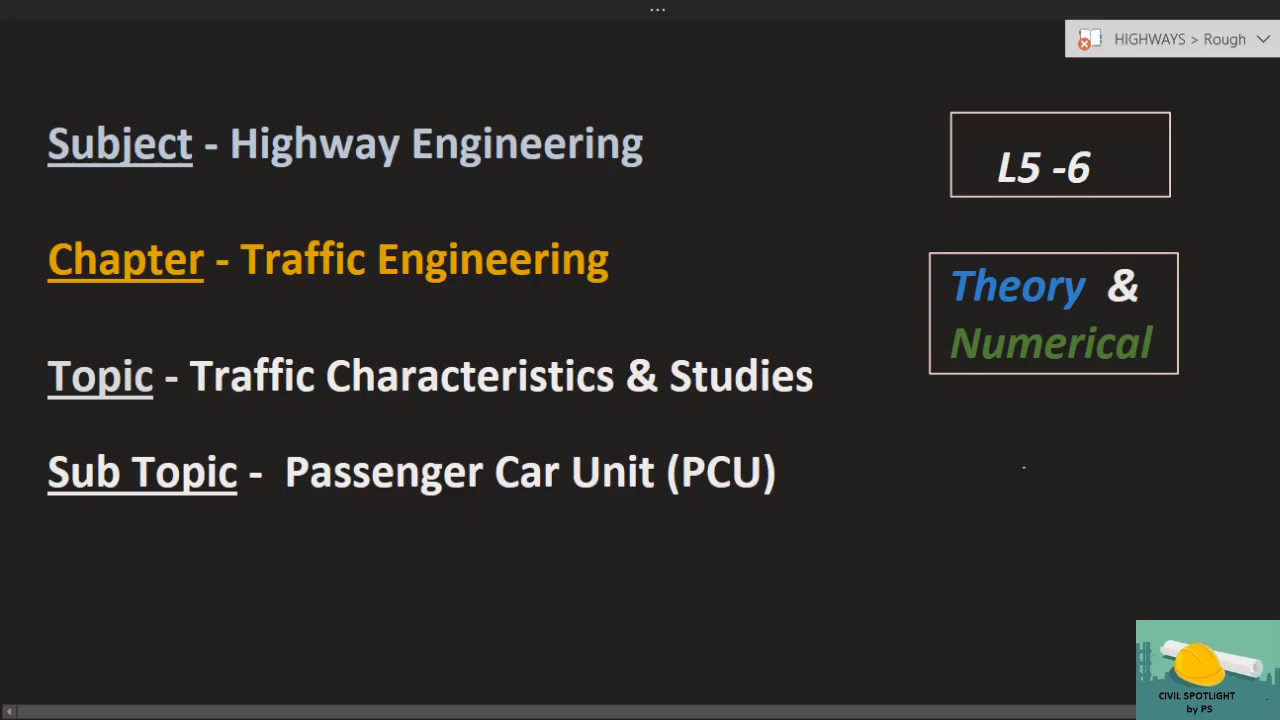 ...
HIGHWAYS > Rough
Subject - Highway Engineering
L5 -6
Chapter - Traffic Engineering
Theory &
Numerical
Topic - Traffic Characteristics & Studies
Sub Topic - Passenger Car Unit (PCU)
CIVIL SPOTLIGHT
by PS